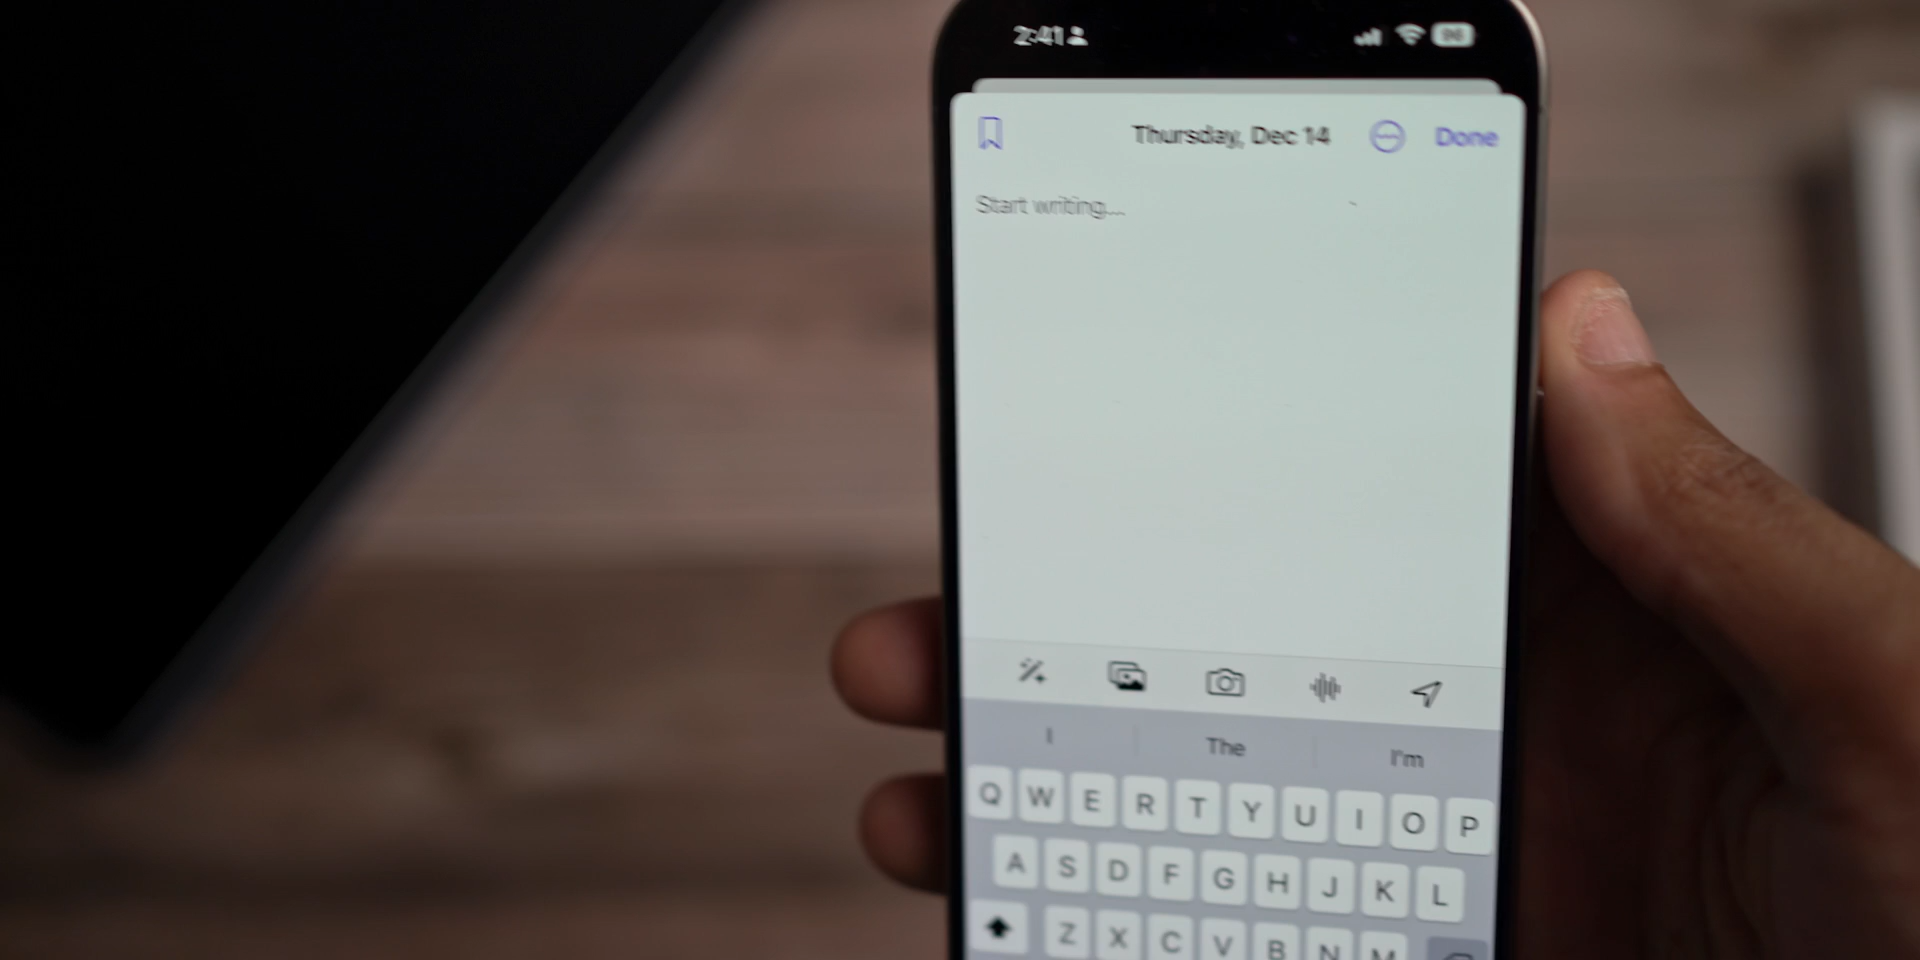 2:41
Thursday, Dec 14
Done
Start writing...
I The I'm
Q W E R T Y U I O P
A S D F G H J K L
Z X C V B N M